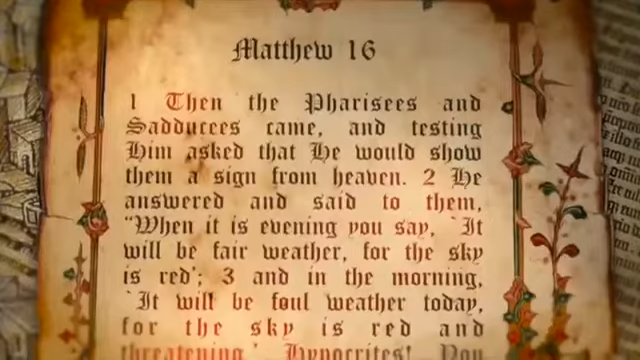 Matthew 16
1 Then the Pharisees and
Sadducees came, and testing
Him asked that He would show
them a sign from heaven. 2 He
answered and said to them,
"When it is evening you say, `It
will be fair weather, for the sky
is red'; 3 and in the morning,
`It will be foul weather today,
for the sky is red and
threatening.' Hypocrites! You